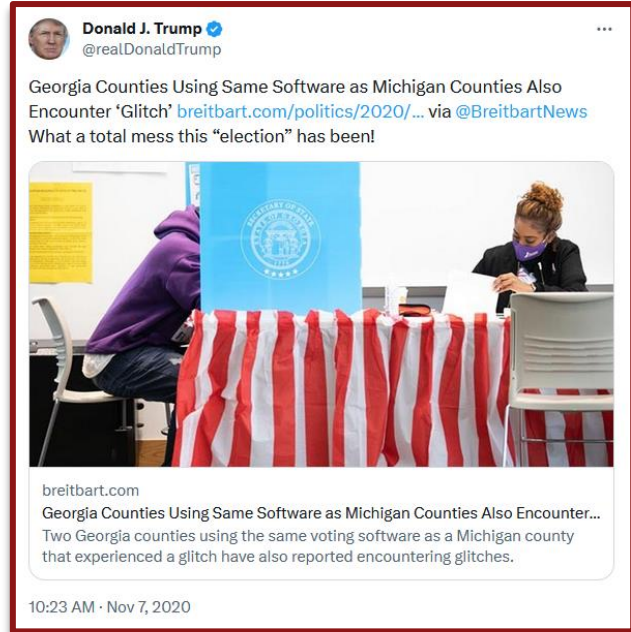 Donald J. Trump
@realDonaldTrump
Georgia Counties Using Same Software as Michigan Counties Also
Encounter ‘Glitch’ breitbart.com/politics/2020/... via @BreitbartNews
What a total mess this “election” has been!
SECRETARY OF STATE
breitbart.com
Georgia Counties Using Same Software as Michigan Counties Also Encounter...
Two Georgia counties using the same voting software as a Michigan county
that experienced a glitch have also reported encountering glitches.
10:23 AM · Nov 7, 2020